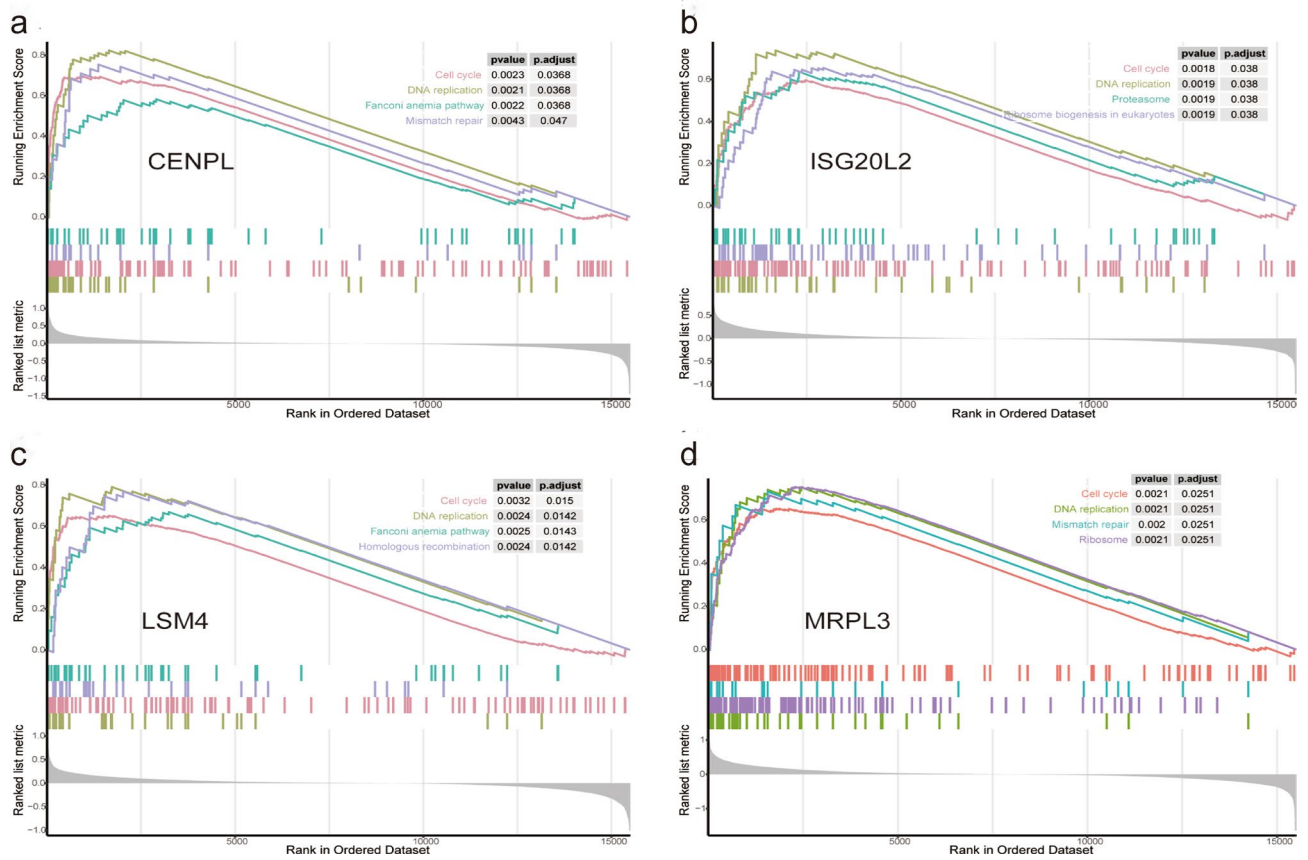 a
Running Enrichment Score
0.8
0.6
0.4
0.2
0.0
pvalue p.adjust
Cell cycle 0.0023 0.0368
DNA replication 0.0021 0.0368
Fanconi anemia pathway 0.0022 0.0368
Mismatch repair 0.0043 0.047
CENPL
Ranked list metric
1.0
0.5
0.0
−0.5
−1.0
−1.5
5000 10000 15000
Rank in Ordered Dataset
b
Running Enrichment Score
0.8
0.6
0.4
0.2
0.0
pvalue p.adjust
Cell cycle 0.0018 0.038
DNA replication 0.0019 0.038
Proteasome 0.0019 0.038
Ribosome biogenesis in eukaryotes 0.0019 0.038
ISG20L2
Ranked list metric
0.5
0.0
−0.5
−1.0
5000 10000 15000
Rank in Ordered Dataset
c
Running Enrichment Score
0.8
0.6
0.4
0.2
0.0
pvalue p.adjust
Cell cycle 0.0032 0.015
DNA replication 0.0024 0.0142
Fanconi anemia pathway 0.0025 0.0143
Homologous recombination 0.0024 0.0142
LSM4
Ranked list metric
1.0
0.5
0.0
−0.5
−1.0
5000 10000 15000
Rank in Ordered Dataset
d
Running Enrichment Score
0.6
0.4
0.2
0.0
pvalue p.adjust
Cell cycle 0.0021 0.0251
DNA replication 0.0021 0.0251
Mismatch repair 0.002 0.0251
Ribosome 0.0021 0.0251
MRPL3
Ranked list metric
1
0
−1
5000 10000 15000
Rank in Ordered Dataset